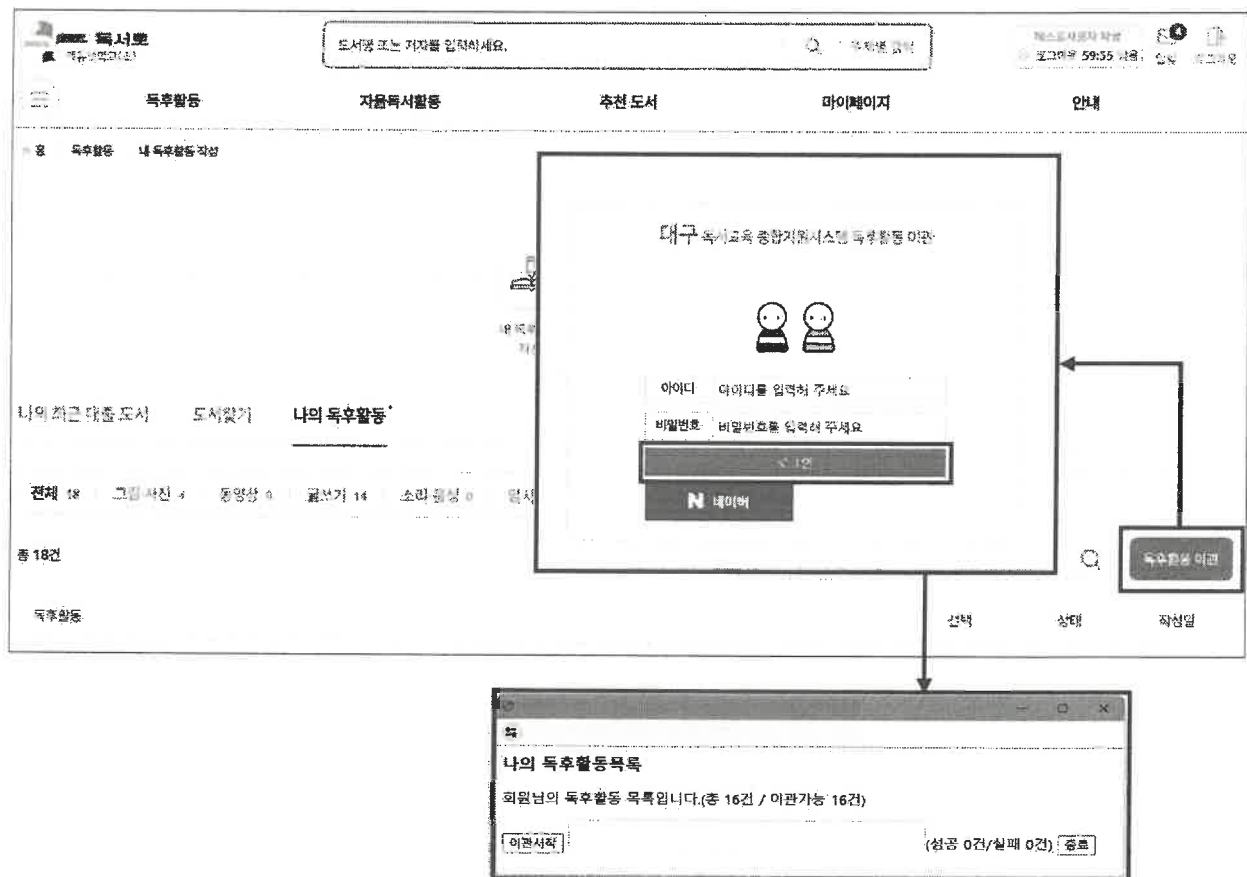 독서로
도서명 또는 저자를 입력하세요.
로그아웃 59:55 남음
독후활동 자율독서활동 추천 도서 마이페이지 안내
홈 독후활동 내 독후활동 작성
대구 독서교육 종합지원시스템 독후활동 이관
아이디 아이디를 입력해 주세요
비밀번호 비밀번호를 입력해 주세요
로그인
N 네이버
나의 최근 대출 도서 도서찾기 나의 독후활동
전체 18 그림 사진 4 동영상 0 글쓰기 14 소리 음성 0
총 18건
독후활동 이관
독후활동 선택 상태 작성일
나의 독후활동목록
회원님의 독후활동 목록입니다.(총 16건 / 이관가능 16건)
이관시작 (성공 0건/실패 0건) 종료